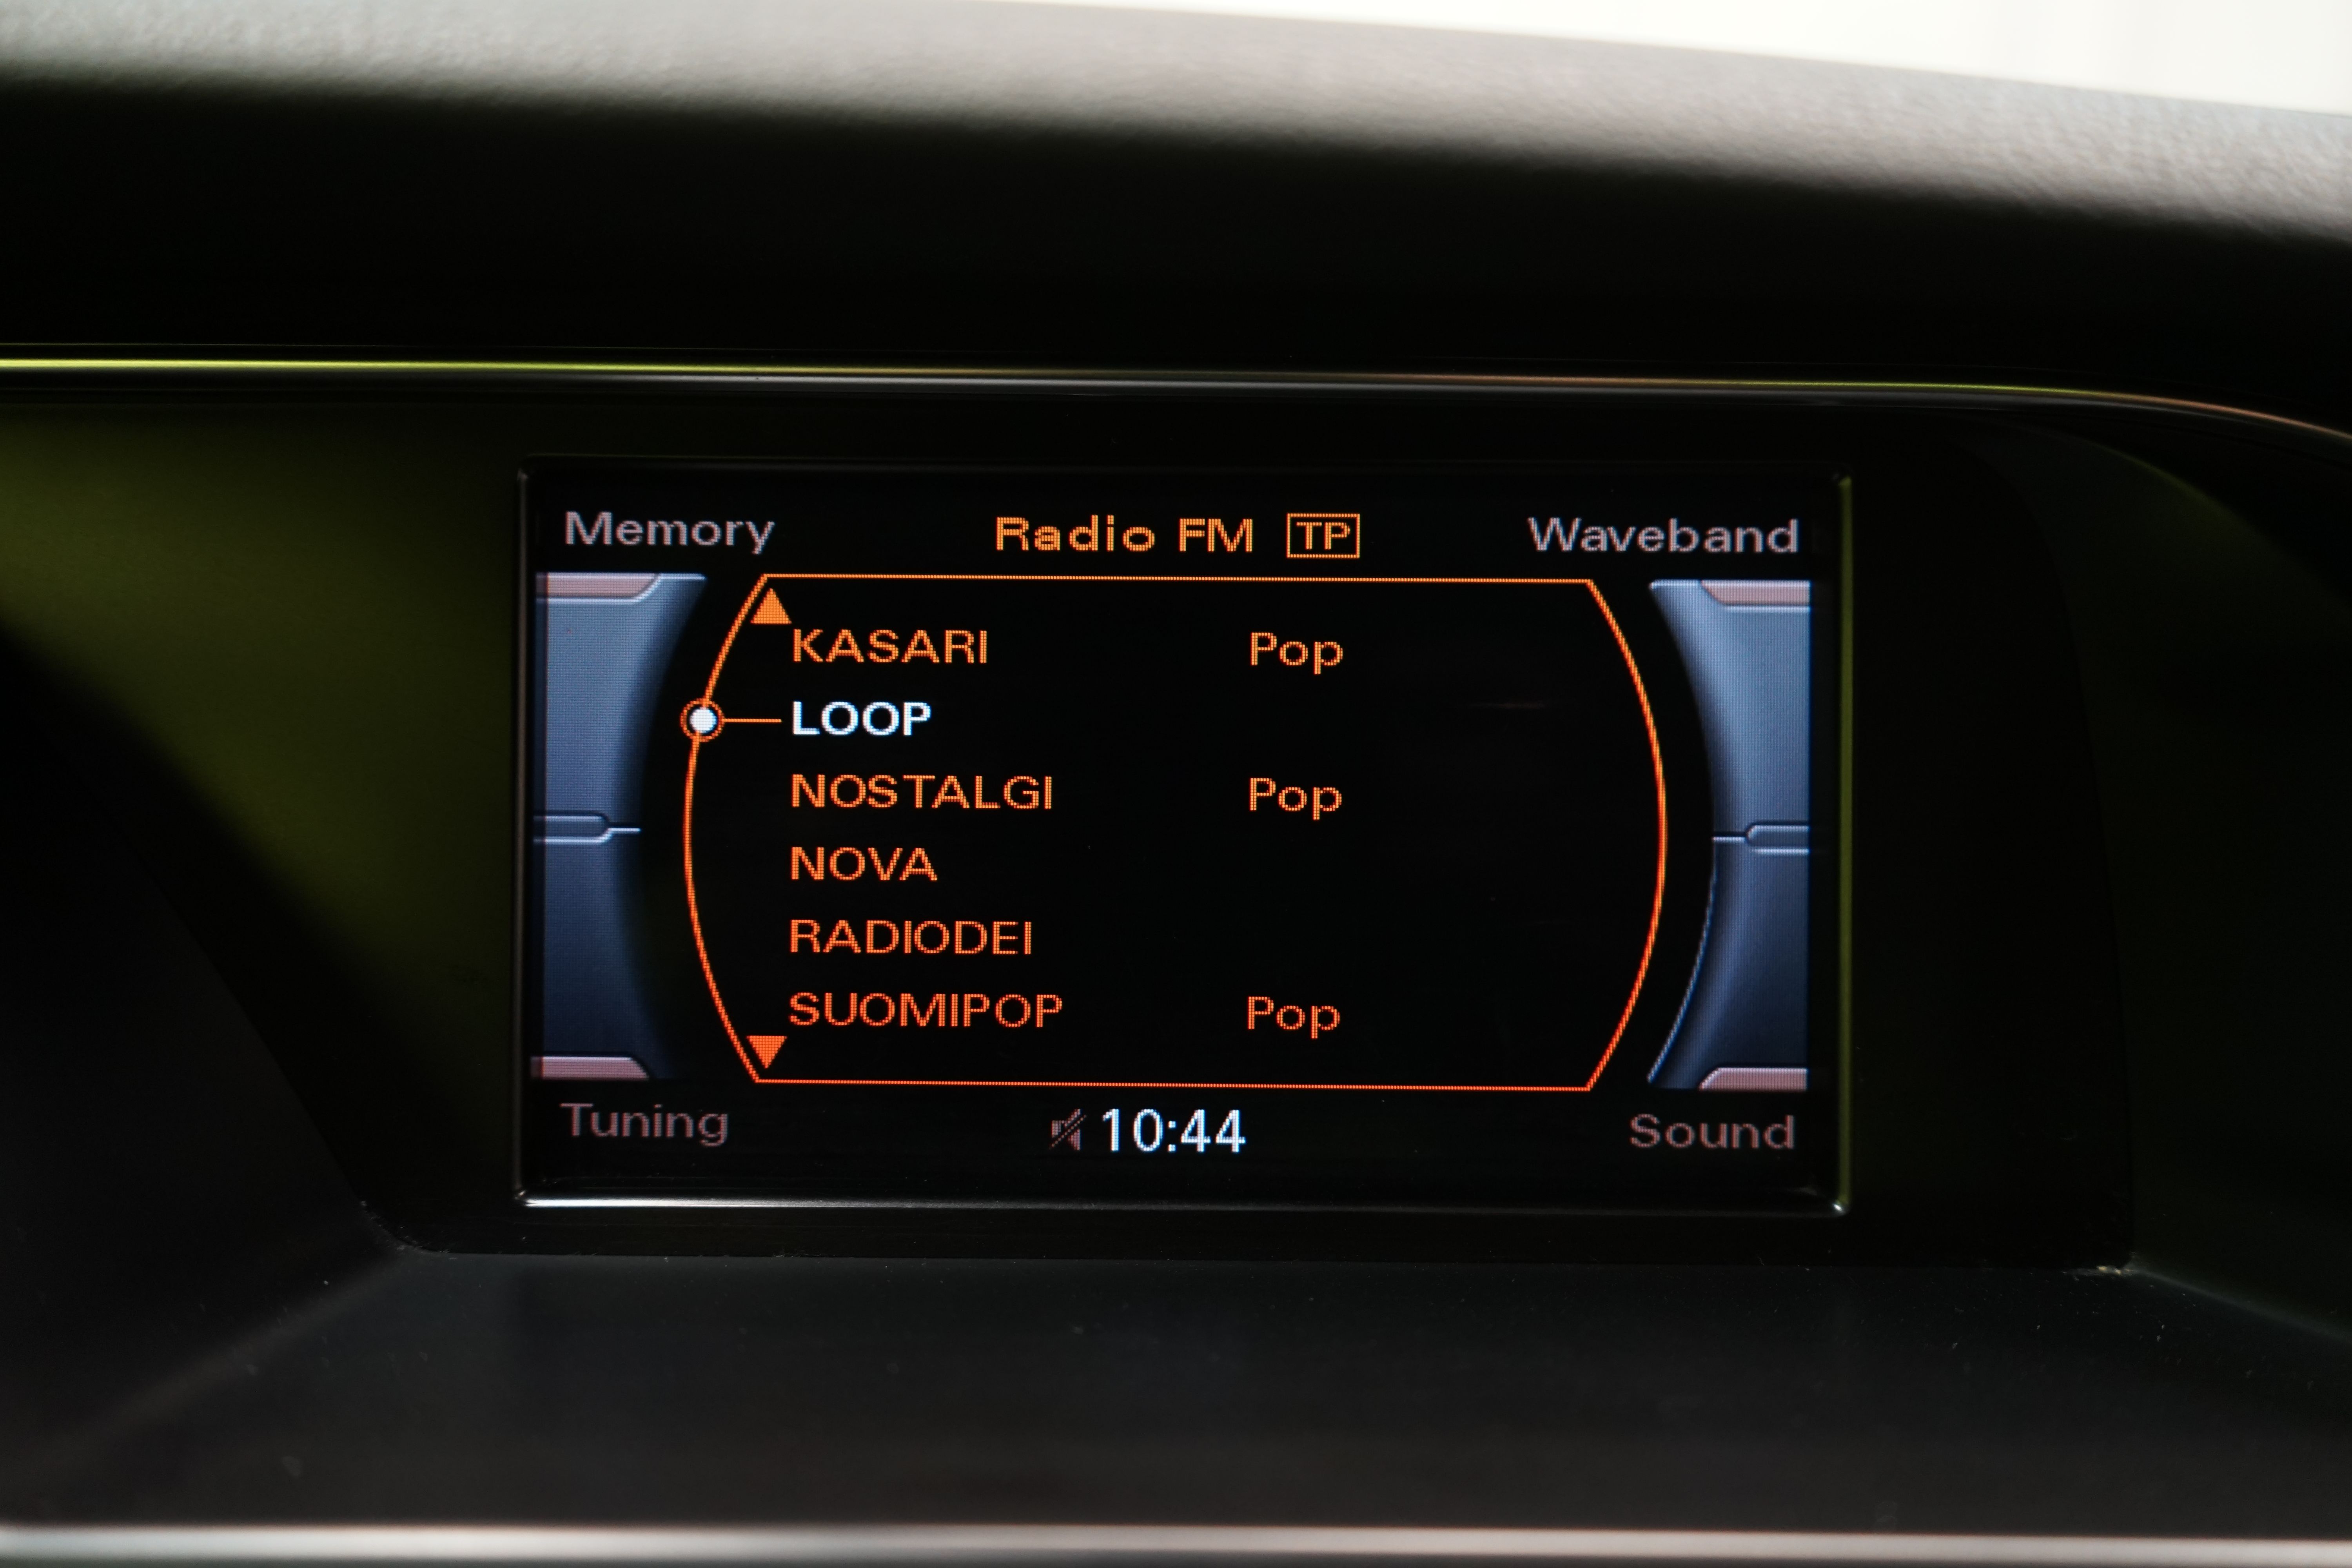 Memory Radio FM TP Waveband
KASARI Pop
LOOP
NOSTALGI Pop
NOVA
RADIODEI
SUOMIPOP Pop
Tuning 10:44 Sound